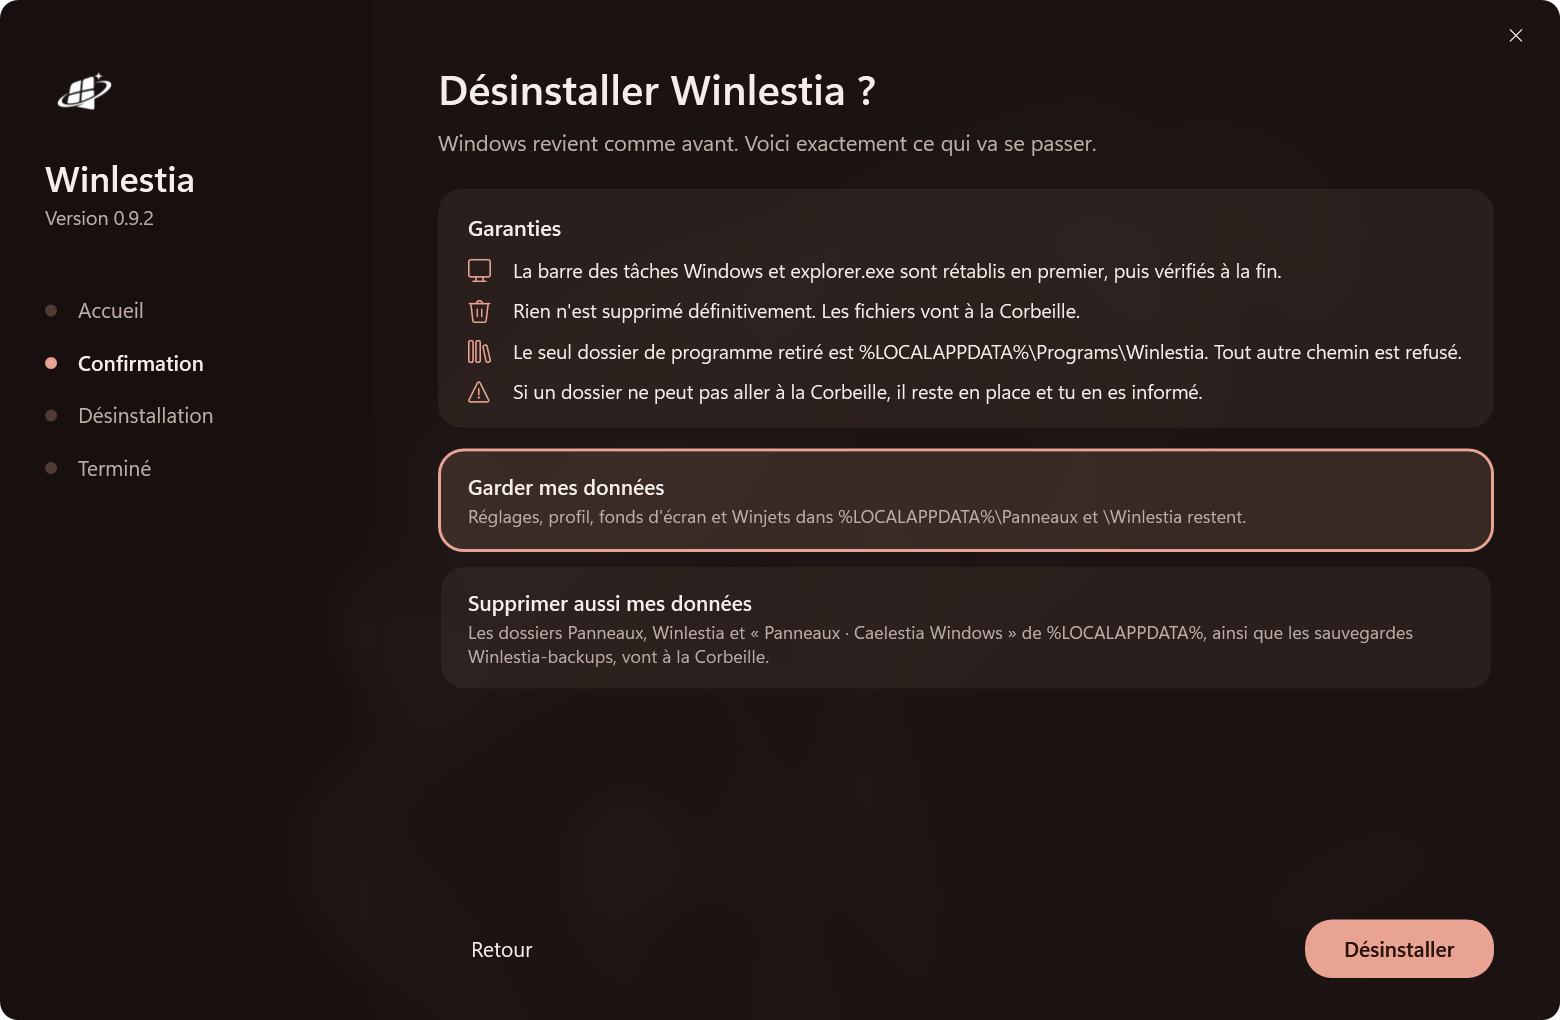 Winlestia
Version 0.9.2
Accueil
Confirmation
Désinstallation
Terminé
Désinstaller Winlestia ?
Windows revient comme avant. Voici exactement ce qui va se passer.
Garanties
La barre des tâches Windows et explorer.exe sont rétablis en premier, puis vérifiés à la fin.
Rien n'est supprimé définitivement. Les fichiers vont à la Corbeille.
Le seul dossier de programme retiré est %LOCALAPPDATA%\Programs\Winlestia. Tout autre chemin est refusé.
Si un dossier ne peut pas aller à la Corbeille, il reste en place et tu en es informé.
Garder mes données
Réglages, profil, fonds d'écran et Winjets dans %LOCALAPPDATA%\Panneaux et \Winlestia restent.
Supprimer aussi mes données
Les dossiers Panneaux, Winlestia et « Panneaux · Caelestia Windows » de %LOCALAPPDATA%, ainsi que les sauvegardes
Winlestia-backups, vont à la Corbeille.
Retour
Désinstaller